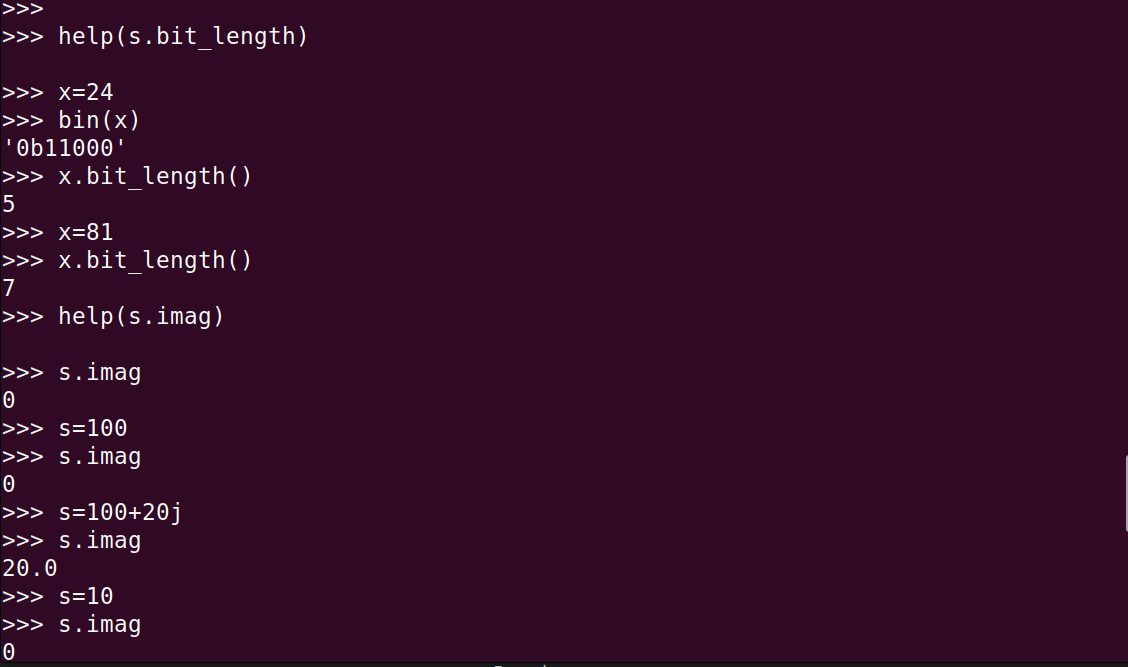 >>>
>>> help(s.bit_length)
>>> x=24
>>> bin(x)
'0b11000'
>>> x.bit_length()
5
>>> x=81
>>> x.bit_length()
7
>>> help(s.imag)
>>> s.imag
0
>>> s=100
>>> s.imag
0
>>> s=100+20j
>>> s.imag
20.0
>>> s=10
>>> s.imag
0